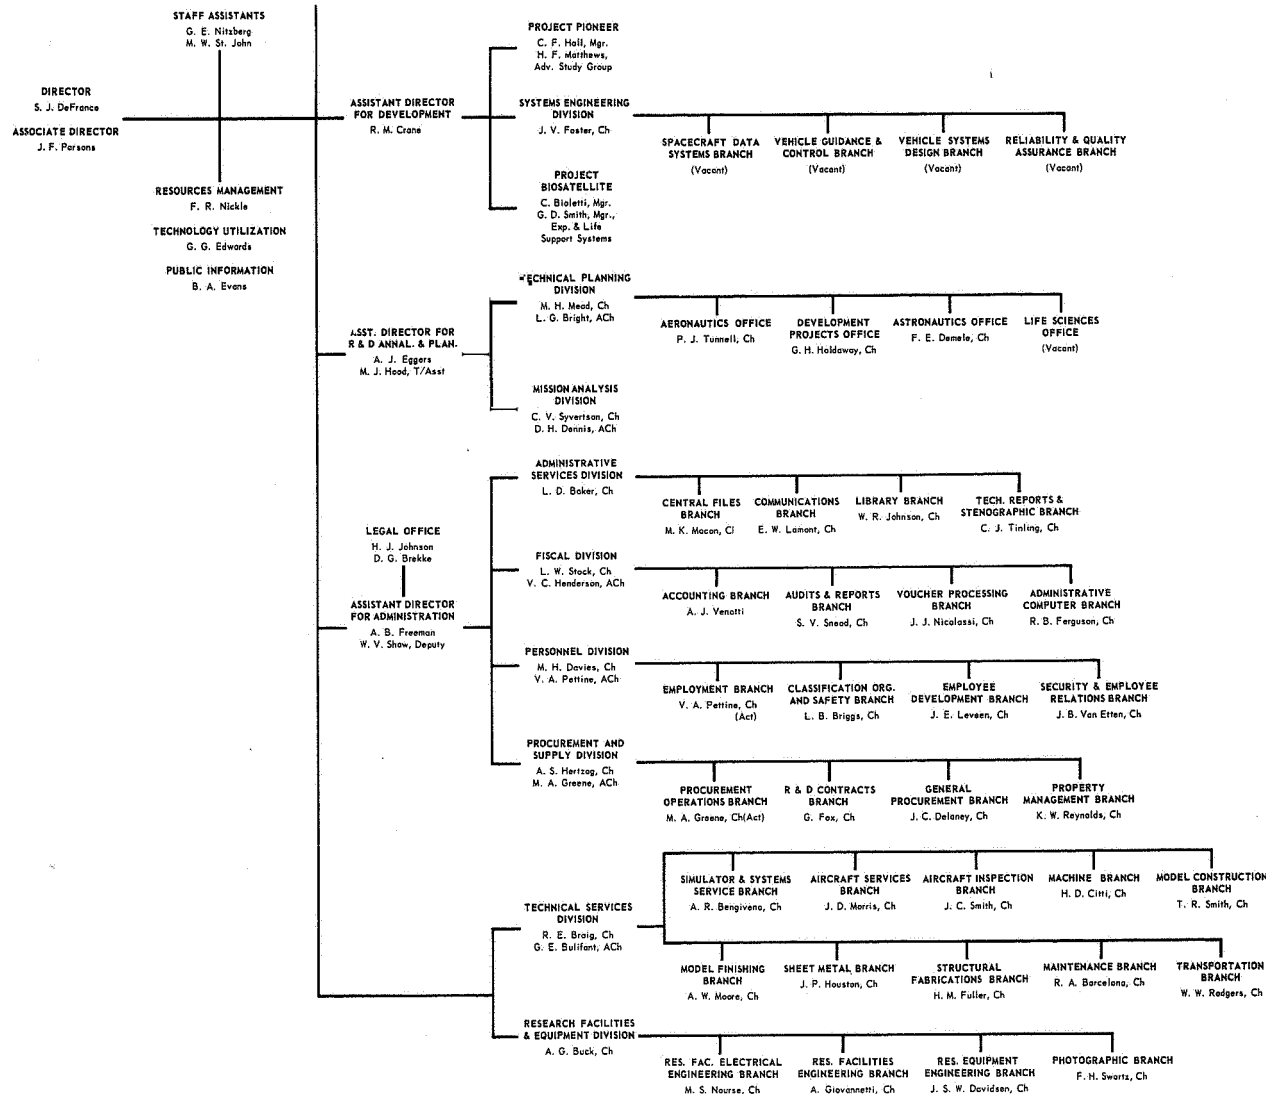 STAFF ASSISTANTS
G. E. Nitzberg
M. W. St. John
DIRECTOR
S. J. DeFrance
ASSOCIATE DIRECTOR
J. F. Parsons
RESOURCES MANAGEMENT
F. R. Nickle
TECHNOLOGY UTILIZATION
G. G. Edwards
PUBLIC INFORMATION
B. A. Evans
ASSISTANT DIRECTOR
FOR DEVELOPMENT
R. M. Crane
PROJECT PIONEER
C. F. Hall, Mgr.
H. F. Matthews,
Adv. Study Group
SYSTEMS ENGINEERING
DIVISION
J. V. Foster, Ch
SPACECRAFT DATA
SYSTEMS BRANCH
(Vacant)
VEHICLE GUIDANCE &
CONTROL BRANCH
(Vacant)
VEHICLE SYSTEMS
DESIGN BRANCH
(Vacant)
RELIABILITY & QUALITY
ASSURANCE BRANCH
(Vacant)
PROJECT
BIOSATELLITE
C. Bioletti, Mgr.
G. D. Smith, Mgr.,
Exp. & Life
Support Systems
ASST. DIRECTOR FOR
R & D ANNAL. & PLAN.
A. J. Eggers
M. J. Hood, T/Asst
TECHNICAL PLANNING
DIVISION
M. H. Mead, Ch
L. G. Bright, ACh
AERONAUTICS OFFICE
P. J. Tunnell, Ch
DEVELOPMENT
PROJECTS OFFICE
G. H. Holdaway, Ch
ASTRONAUTICS OFFICE
F. E. Demele, Ch
LIFE SCIENCES
OFFICE
(Vacant)
MISSION ANALYSIS
DIVISION
C. V. Syvertson, Ch
D. H. Dennis, ACh
LEGAL OFFICE
H. J. Johnson
D. G. Brekke
ASSISTANT DIRECTOR
FOR ADMINISTRATION
A. B. Freeman
W. V. Shaw, Deputy
ADMINISTRATIVE
SERVICES DIVISION
L. D. Baker, Ch
CENTRAL FILES
BRANCH
M. K. Macon, Cl
COMMUNICATIONS
BRANCH
E. W. Lamont, Ch
LIBRARY BRANCH
W. R. Johnson, Ch
TECH. REPORTS &
STENOGRAPHIC BRANCH
C. J. Tinling, Ch
FISCAL DIVISION
L. W. Stock, Ch
V. C. Henderson, ACh
ACCOUNTING BRANCH
A. J. Venotti
AUDITS & REPORTS
BRANCH
S. V. Snead, Ch
VOUCHER PROCESSING
BRANCH
J. J. Nicolassi, Ch
ADMINISTRATIVE
COMPUTER BRANCH
R. B. Ferguson, Ch
PERSONNEL DIVISION
M. H. Davies, Ch
V. A. Pettine, ACh
EMPLOYMENT BRANCH
V. A. Pettine, Ch
(Act)
CLASSIFICATION ORG.
AND SAFETY BRANCH
L. B. Briggs, Ch
EMPLOYEE
DEVELOPMENT BRANCH
J. E. Leveen, Ch
SECURITY & EMPLOYEE
RELATIONS BRANCH
J. B. Van Etten, Ch
PROCUREMENT AND
SUPPLY DIVISION
A. S. Hertzog, Ch
M. A. Greene, ACh
PROCUREMENT
OPERATIONS BRANCH
M. A. Greene, Ch(Act)
R & D CONTRACTS
BRANCH
G. Fox, Ch
GENERAL
PROCUREMENT BRANCH
J. C. Delaney, Ch
PROPERTY
MANAGEMENT BRANCH
K. W. Reynolds, Ch
TECHNICAL SERVICES
DIVISION
R. E. Braig, Ch
G. E. Bulifant, ACh
SIMULATOR & SYSTEMS
SERVICE BRANCH
A. R. Bengivena, Ch
AIRCRAFT SERVICES
BRANCH
J. D. Morris, Ch
AIRCRAFT INSPECTION
BRANCH
J. C. Smith, Ch
MACHINE BRANCH
H. D. Citti, Ch
MODEL CONSTRUCTION
BRANCH
T. R. Smith, Ch
MODEL FINISHING
BRANCH
A. W. Moore, Ch
SHEET METAL BRANCH
J. P. Houston, Ch
STRUCTURAL
FABRICATIONS BRANCH
H. M. Fuller, Ch
MAINTENANCE BRANCH
R. A. Barcelona, Ch
TRANSPORTATION
BRANCH
W. W. Rodgers, Ch
RESEARCH FACILITIES
& EQUIPMENT DIVISION
A. G. Buck, Ch
RES. FAC. ELECTRICAL
ENGINEERING BRANCH
M. S. Nourse, Ch
RES. FACILITIES
ENGINEERING BRANCH
A. Giovannetti, Ch
RES. EQUIPMENT
ENGINEERING BRANCH
J. S. W. Davidsen, Ch
PHOTOGRAPHIC BRANCH
F. H. Swartz, Ch